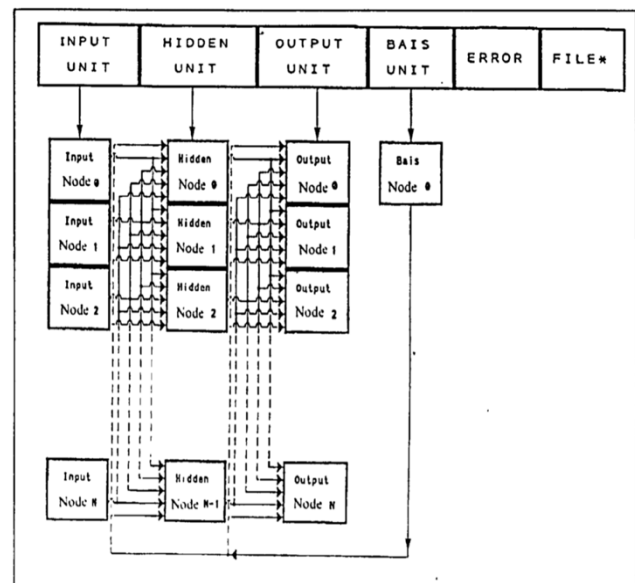 INPUT UNIT
HIDDEN UNIT
OUTPUT UNIT
BAIS UNIT
ERROR
FILE*
Input
Node 0
Hidden
Node 0
Output
Node 0
Bais
Node 0
Input
Node 1
Hidden
Node 1
Output
Node 1
Input
Node 2
Hidden
Node 2
Output
Node 2
Input
Node N
Hidden
Node N-1
Output
Node N